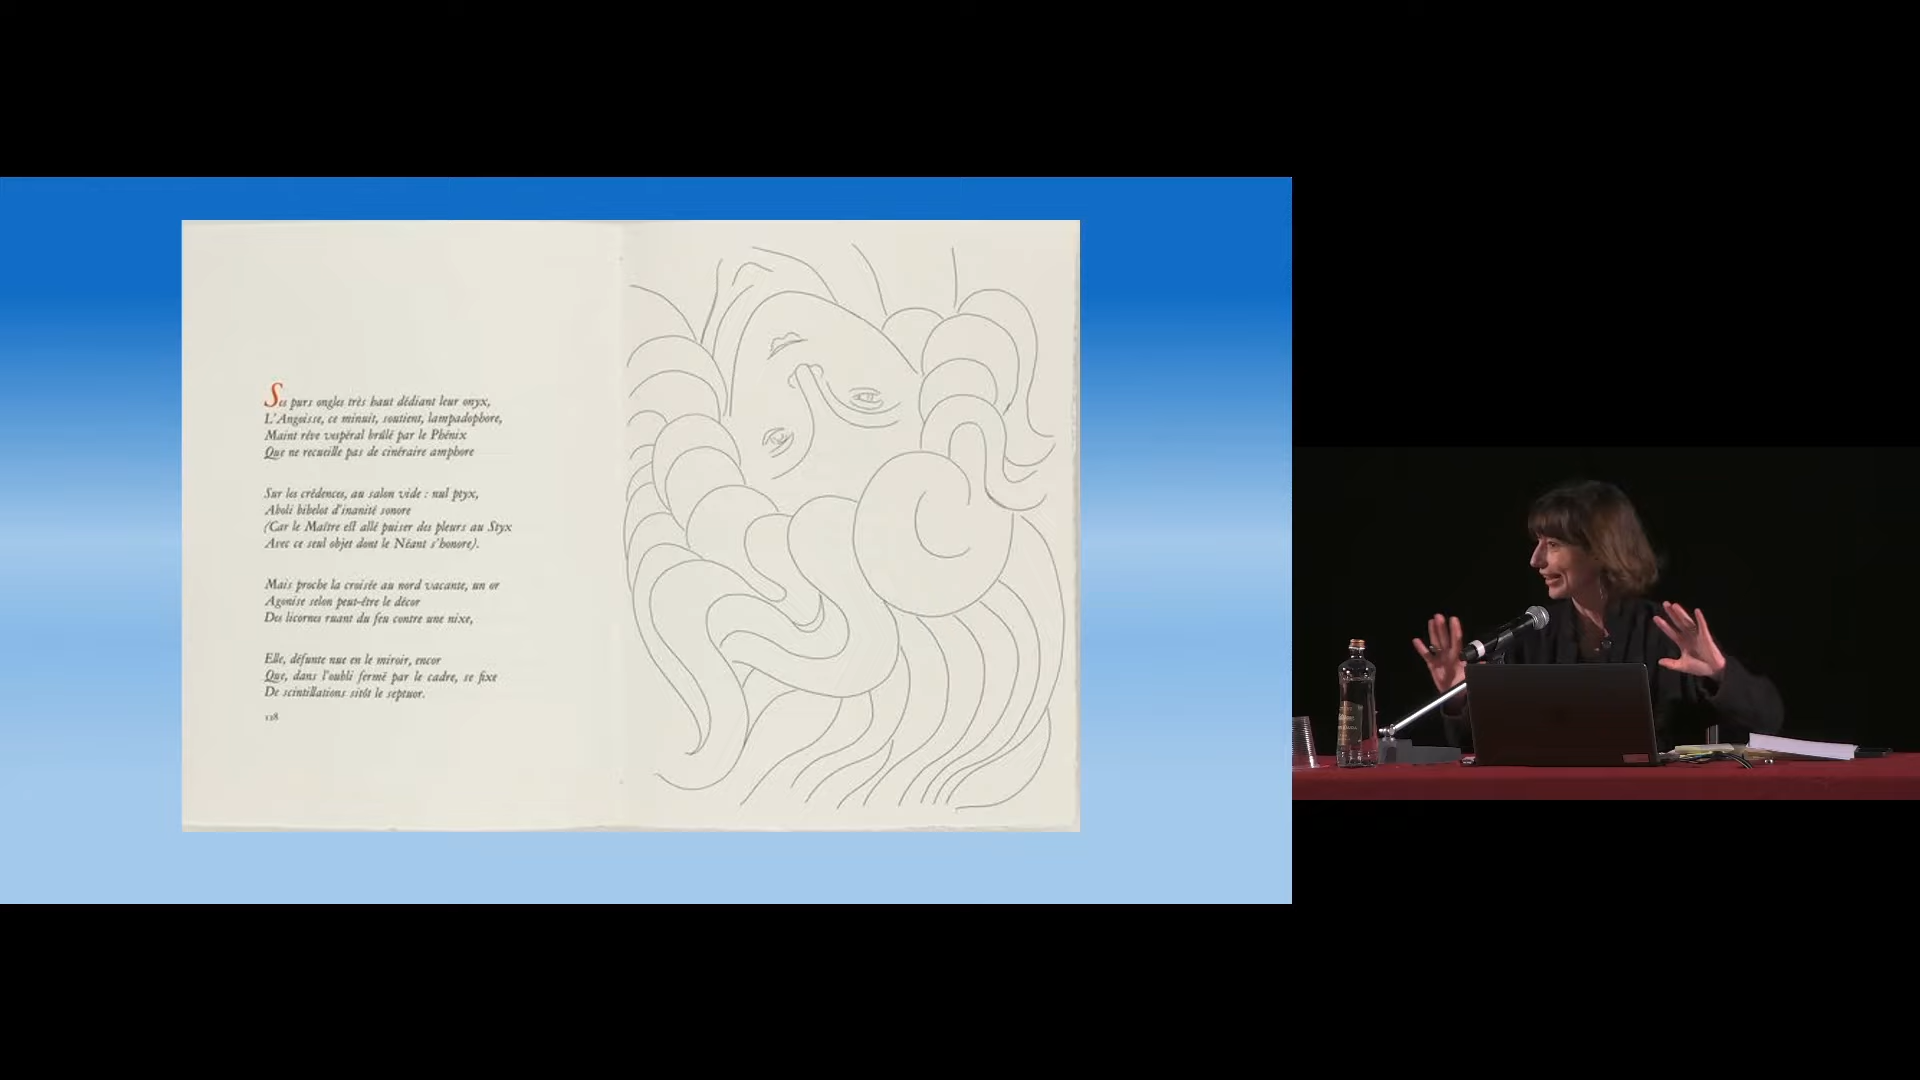 Ses purs ongles très haut dédiant leur onyx,
L'Angoisse, ce minuit, soutient, lampadophore,
Maint rêve vespéral brûlé par le Phénix
Que ne recueille pas de cinéraire amphore
Sur les crédences, au salon vide : nul ptyx,
Aboli bibelot d'inanité sonore
(Car le Maître est allé puiser des pleurs au Styx
Avec ce seul objet dont le Néant s'honore).
Mais proche la croisée au nord vacante, un or
Agonise selon peut-être le décor
Des licornes ruant du feu contre une nixe,
Elle, défunte nue en le miroir, encor
Que, dans l'oubli fermé par le cadre, se fixe
De scintillations sitôt le septuor.
128